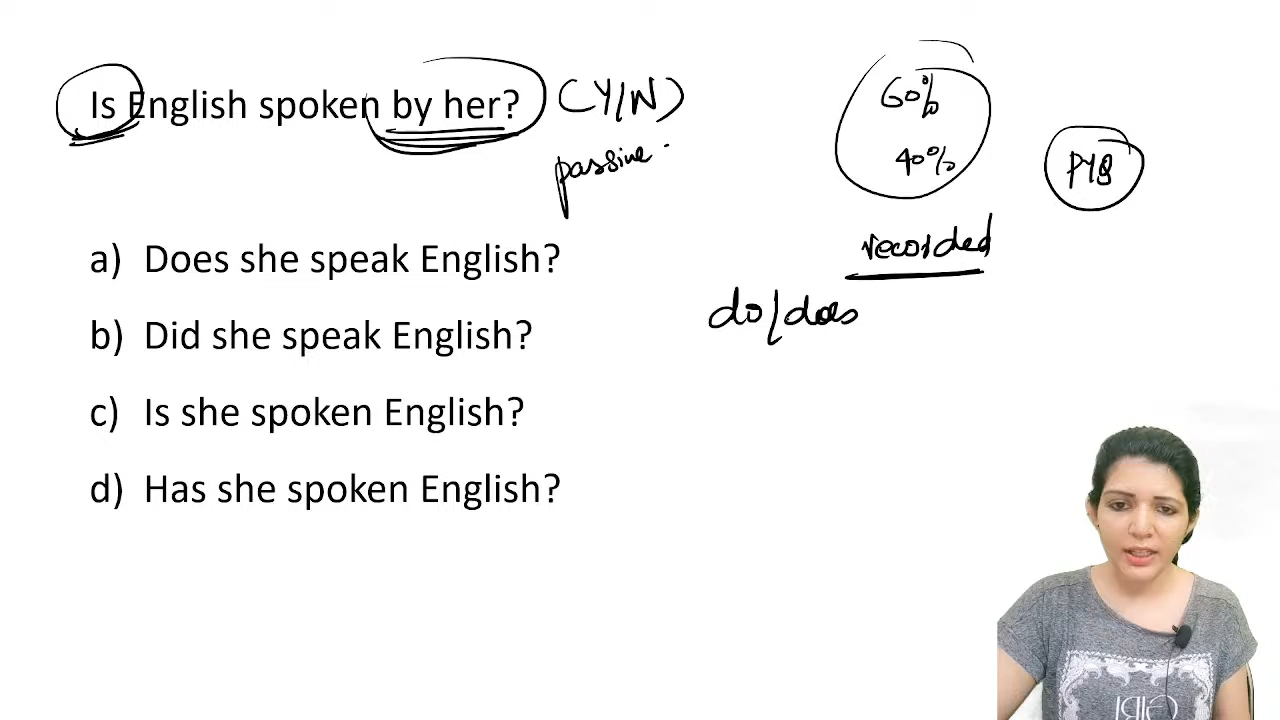 Is English spoken by her? (Y/N)
passive.
60%
40%
PYQ
recorded
do/does
a) Does she speak English?
b) Did she speak English?
c) Is she spoken English?
d) Has she spoken English?